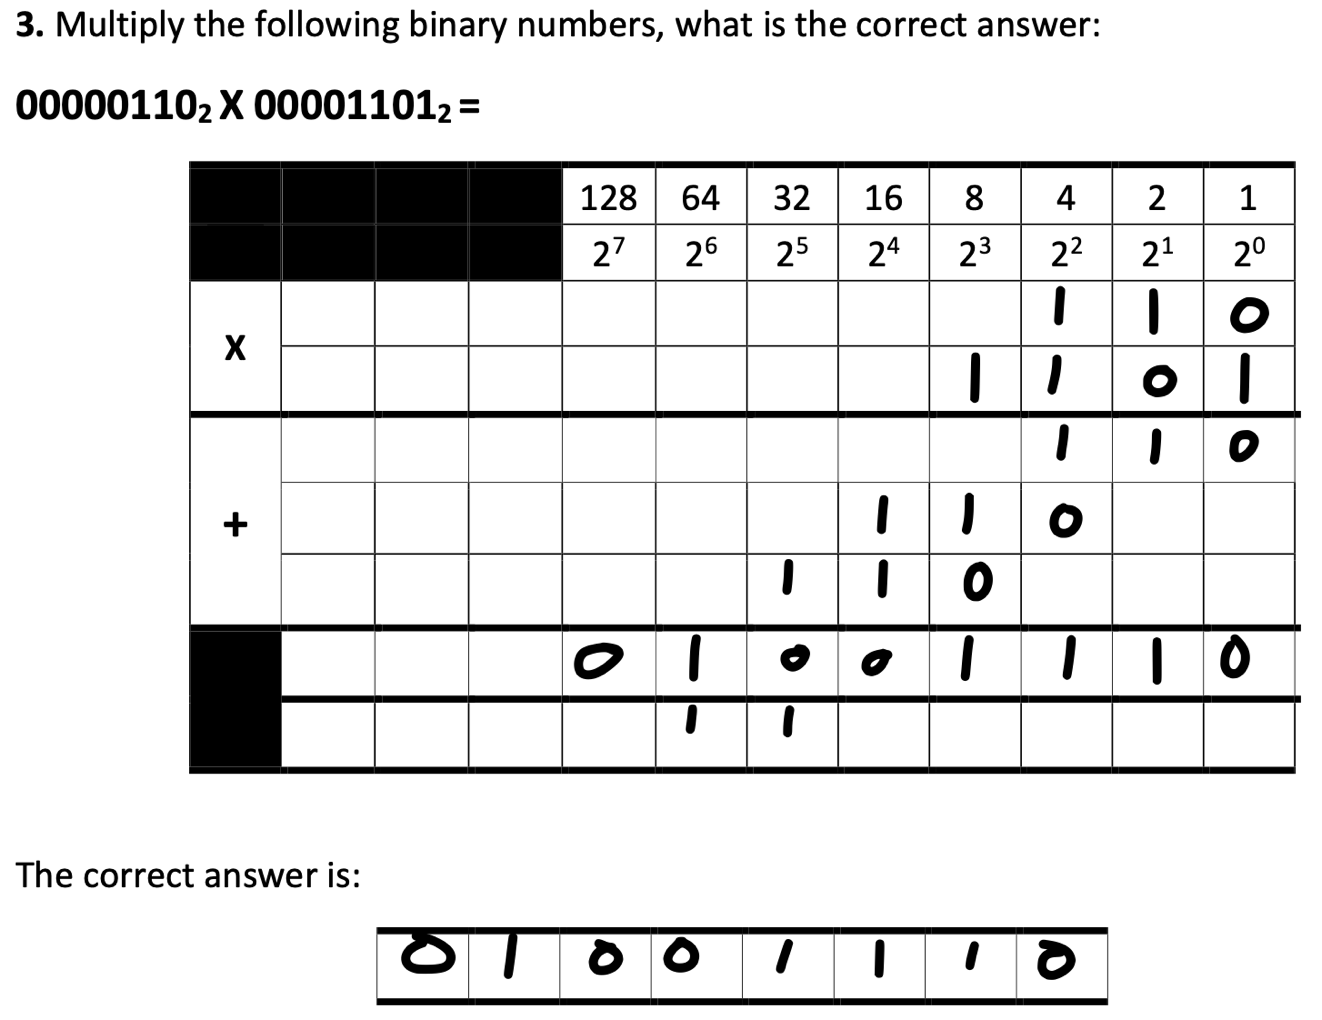 3. Multiply the following binary numbers, what is the correct answer:
00000110₂ X 00001101₂ =
128 64 32 16 8 4 2 1
2⁷ 2⁶ 2⁵ 2⁴ 2³ 2² 2¹ 2⁰
1 1 0
X
1 1 0 1
1 1 0
+ 1 1 0
1 1 0
0 1 0 0 1 1 1 0
1 1
The correct answer is:
0 1 0 0 1 1 1 0